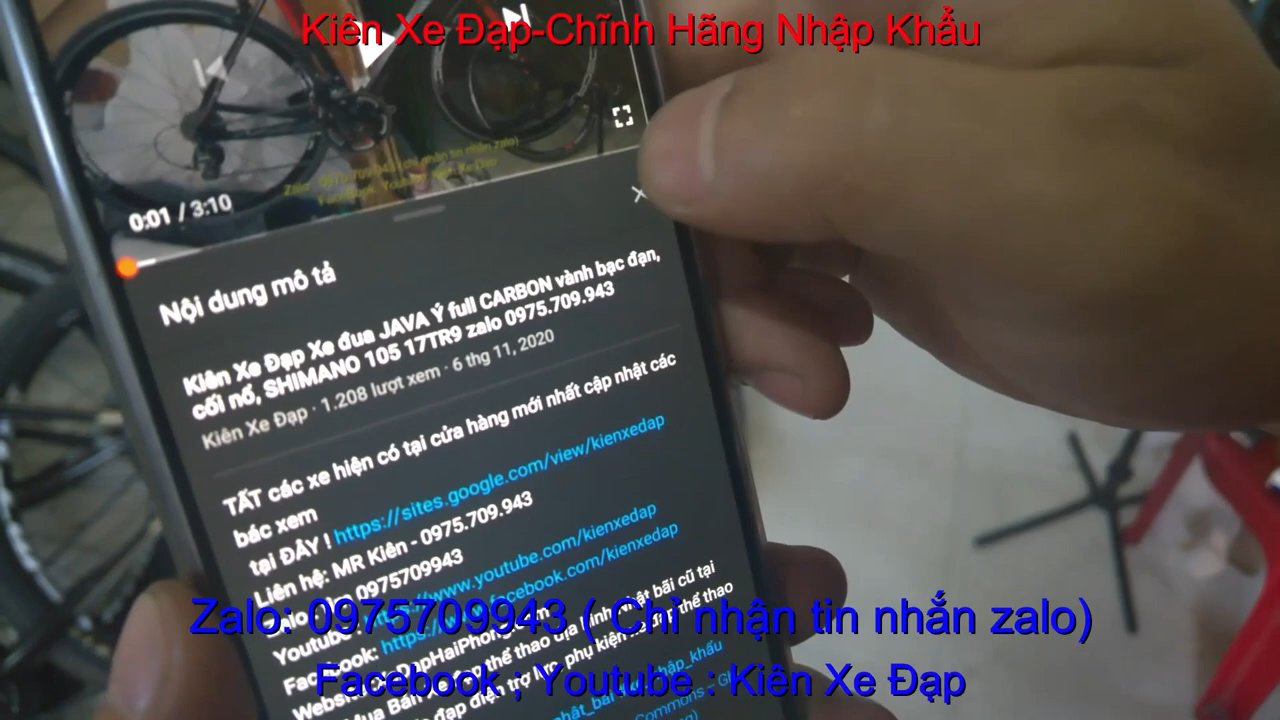 Kiên Xe Đạp-Chĩnh Hãng Nhập Khẩu
0:01 / 3:10
Nội dung mô tả
Kiên Xe Đạp Xe đua JAVA Ý full CARBON vành bạc đạn,
cối nổ, SHIMANO 105 17TR9 zalo 0975.709.943
Kiên Xe Đạp · 1.208 lượt xem · 6 thg 11, 2020
TẤT các xe hiện có tại cửa hàng mới nhất cập nhật các
bác xem
tại ĐÂY ! https://sites.google.com/view/kienxedap
Liên hệ: MR Kiên - 0975.709.943
0975709943
Youtube : www.youtube.com/kienxedap
Facebook: https://www.facebook.com/kienxedap
Zalo: 0975709943 ( Chỉ nhận tin nhắn zalo)
Facebook , Youtube : Kiên Xe Đạp